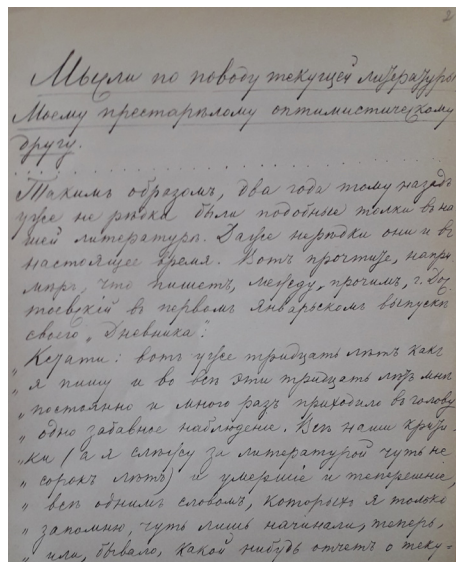 2
Мысли по поводу текущей литературы
Моему престарѣлому оптимистическому
другу.
Такимъ образомъ, два года тому назадъ
уже не рѣдки были подобные толки въ на
шей литературѣ. Даже нерѣдки они и въ
настоящее время. Вотъ прочтите, напри
мѣръ, что пишетъ, между, прочимъ, г. Дос
тоевскій въ первомъ Январьскомъ выпускѣ
своего „Дневника“:
„Кстати: вотъ уже тридцать лѣтъ какъ
„я пишу и во всѣ эти тридцать лѣтъ мнѣ
„постоянно и много разъ приходило въ голову
„одно забавное наблюденіе. Всѣ наши крити-
„ки (а я слѣжу за литературой чуть не
„сорокъ лѣтъ) и умершіе и теперешніе,
„всѣ однимъ словомъ, которыхъ я только
„запомню, чуть лишь начинали, теперь,
„или, бывало, какой нибудь отчетъ о теку-